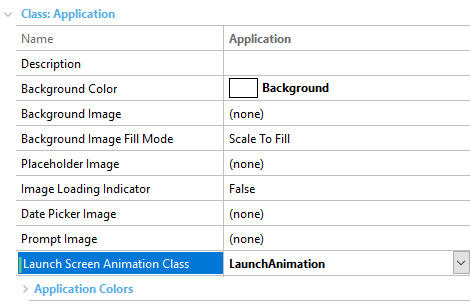 Class: Application
Name Application
Description
Background Color Background
Background Image (none)
Background Image Fill Mode Scale To Fill
Placeholder Image (none)
Image Loading Indicator False
Date Picker Image (none)
Prompt Image (none)
Launch Screen Animation Class LaunchAnimation
Application Colors